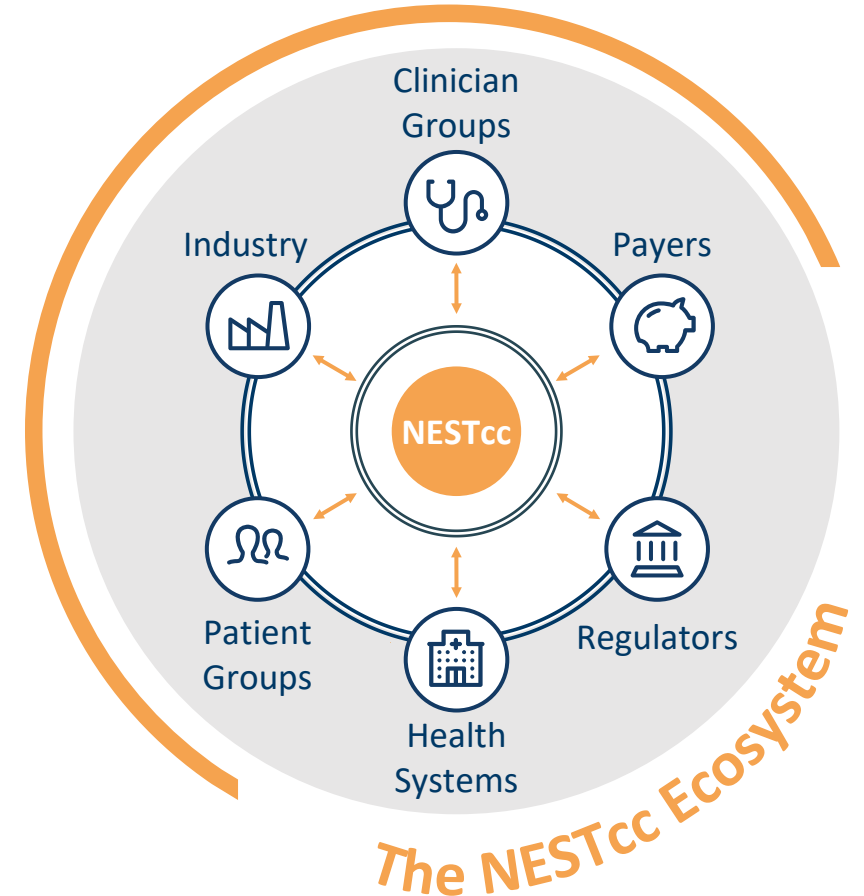 Clinician
Groups
Industry
Payers
NESTcc
Patient
Groups
Regulators
Health
Systems
The NESTcc Ecosystem